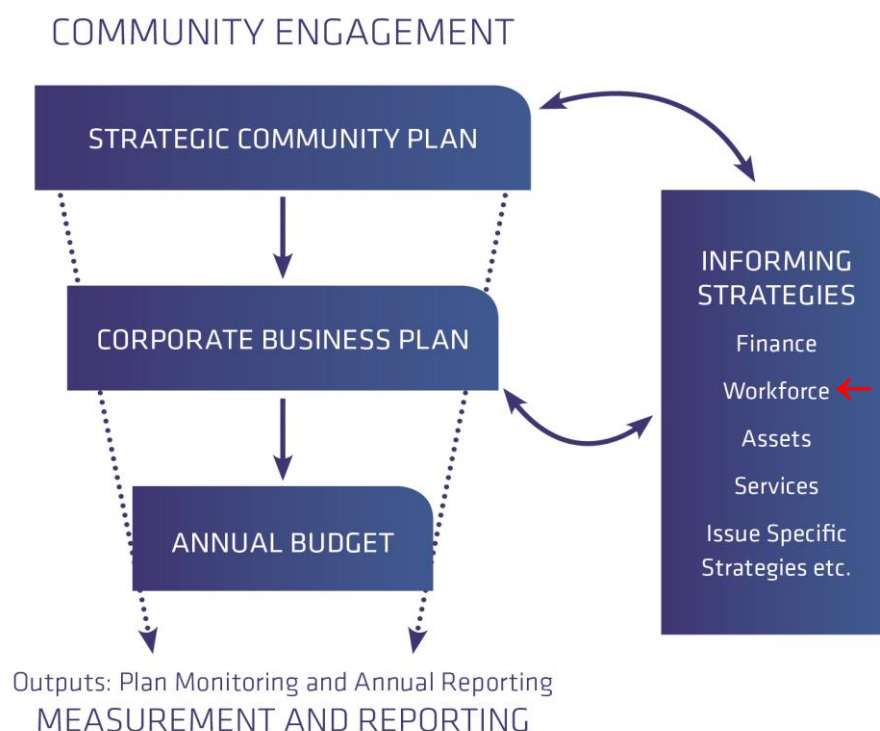 COMMUNITY ENGAGEMENT
STRATEGIC COMMUNITY PLAN
CORPORATE BUSINESS PLAN
ANNUAL BUDGET
INFORMING
STRATEGIES
Finance
Workforce
Assets
Services
Issue Specific
Strategies etc.
Outputs: Plan Monitoring and Annual Reporting
MEASUREMENT AND REPORTING